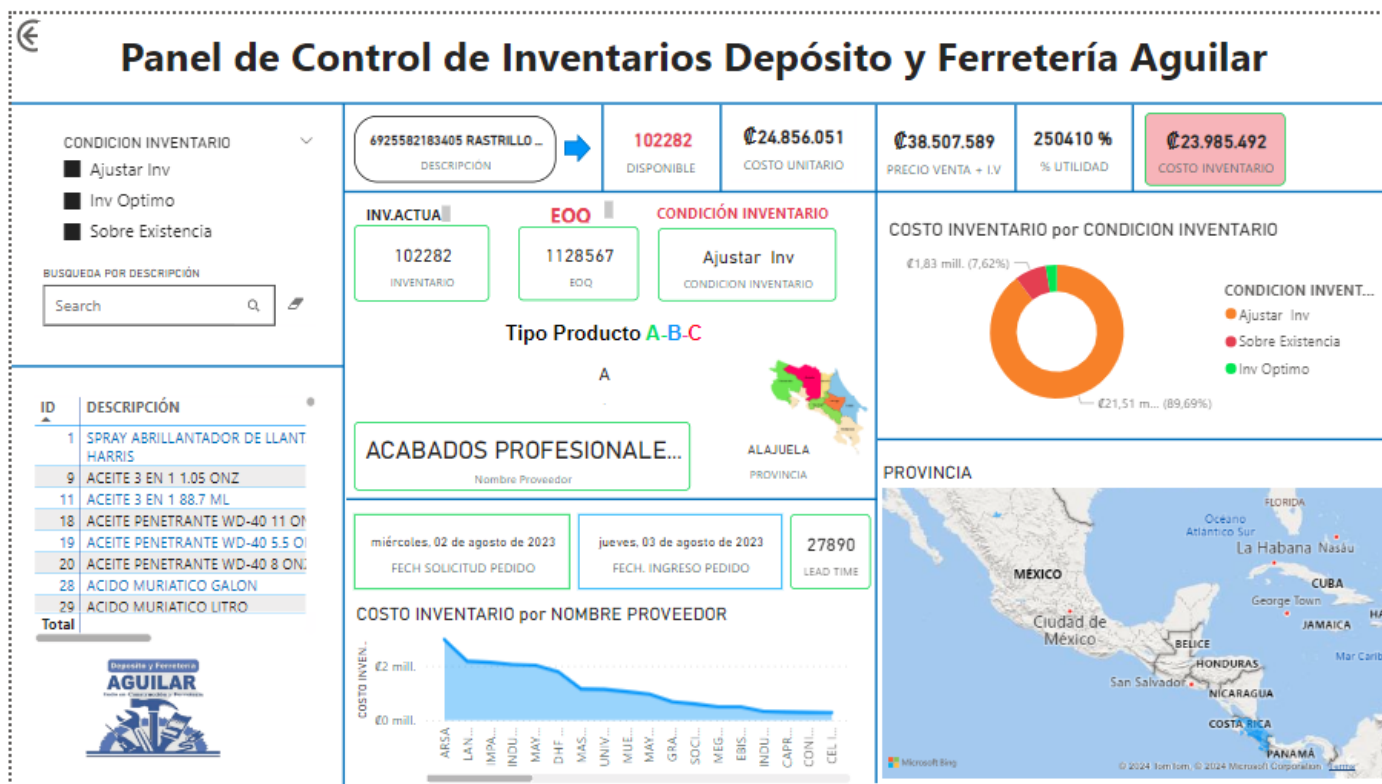 Panel de Control de Inventarios Depósito y Ferretería Aguilar
CONDICION INVENTARIO
Ajustar Inv
Inv Optimo
Sobre Existencia
BUSQUEDA POR DESCRIPCIÓN
Search
ID DESCRIPCIÓN
1 SPRAY ABRILLANTADOR DE LLANT
HARRIS
9 ACEITE 3 EN 1 1.05 ONZ
11 ACEITE 3 EN 1 88.7 ML
18 ACEITE PENETRANTE WD-40 11 ON
19 ACEITE PENETRANTE WD-40 5.5 O
20 ACEITE PENETRANTE WD-40 8 ONZ
28 ACIDO MURIATICO GALON
29 ACIDO MURIATICO LITRO
Total
Deposito y Ferretería
AGUILAR
6925582183405 RASTRILLO ...
DESCRIPCIÓN
102282
DISPONIBLE
₡24.856.051
COSTO UNITARIO
₡38.507.589
PRECIO VENTA + I.V
250410 %
% UTILIDAD
₡23.985.492
COSTO INVENTARIO
INV.ACTUA
102282
INVENTARIO
EOQ
1128567
EOQ
CONDICIÓN INVENTARIO
Ajustar Inv
CONDICION INVENTARIO
Tipo Producto A-B-C
A
ACABADOS PROFESIONALE...
Nombre Proveedor
ALAJUELA
PROVINCIA
miércoles, 02 de agosto de 2023
FECH SOLICITUD PEDIDO
jueves, 03 de agosto de 2023
FECH. INGRESO PEDIDO
27890
LEAD TIME
COSTO INVENTARIO por NOMBRE PROVEEDOR
COSTO INVEN...
₡2 mill.
₡0 mill.
ARSA
LAN...
IMPA...
INDU...
MAY...
DHF ...
MAS...
UNIV...
MUE...
MAY...
GRA...
SOCI...
MEG...
EBIS...
INDU...
CAPR...
CONI...
CEL I...
COSTO INVENTARIO por CONDICION INVENTARIO
₡1,83 mill. (7,62%)
₡21,51 m... (89,69%)
CONDICION INVENT...
Ajustar Inv
Sobre Existencia
Inv Optimo
PROVINCIA
FLORIDA
Océano
Atlántico Sur
La Habana
Nasáu
MÉXICO
CUBA
George Town
Ciudad de
México
JAMAICA
HA
BELICE
Mar Carib
HONDURAS
San Salvador
NICARAGUA
COSTA RICA
PANAMÁ
Microsoft Bing
© 2024 TomTom, © 2024 Microsoft Corporation Terms